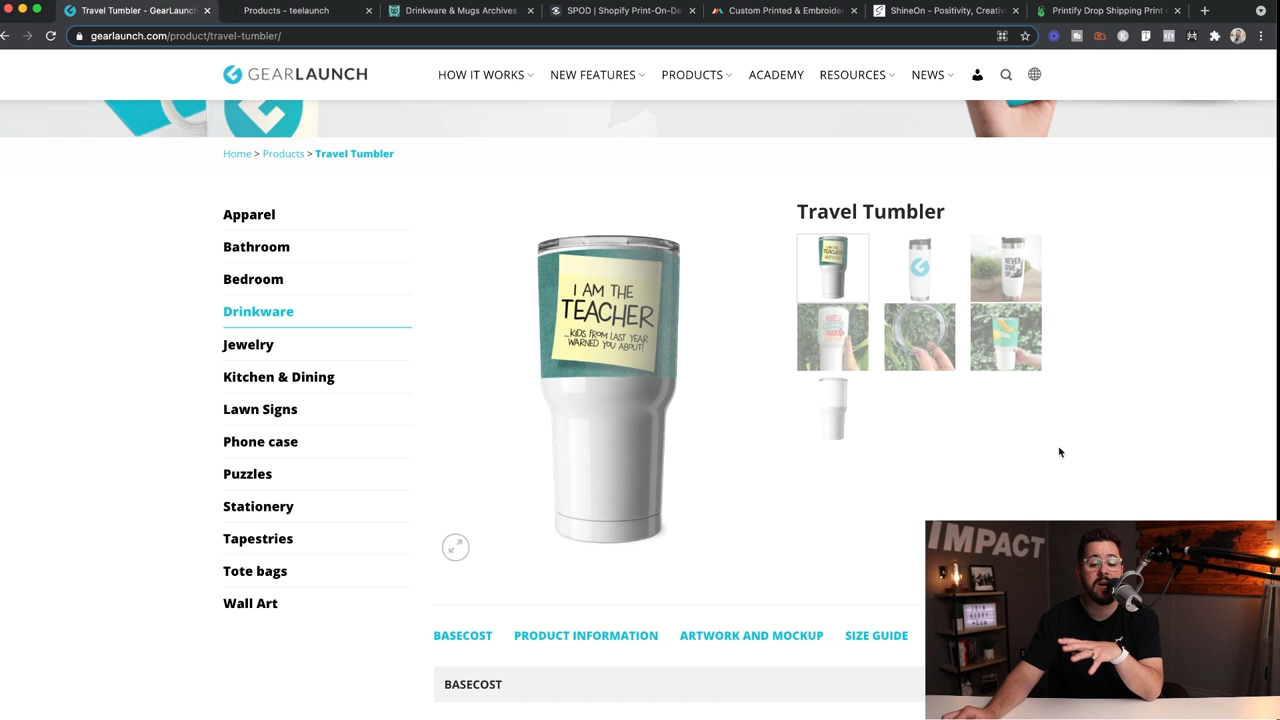 Travel Tumbler – GearLaunch
Products - teelaunch
Drinkware & Mugs Archives
SPOD | Shopify Print-On-De
Custom Printed & Embroide
ShineOn – Positivity, Creativ
Printify Drop Shipping Print
gearlaunch.com/product/travel-tumbler/
GEARLAUNCH
HOW IT WORKS
NEW FEATURES
PRODUCTS
ACADEMY
RESOURCES
NEWS
Home > Products > Travel Tumbler
Apparel
Bathroom
Bedroom
Drinkware
Jewelry
Kitchen & Dining
Lawn Signs
Phone case
Puzzles
Stationery
Tapestries
Tote bags
Wall Art
I AM THE
TEACHER
...KIDS FROM LAST YEAR
WARNED YOU ABOUT!
Travel Tumbler
NEVER
GIVE UP
BASECOST
PRODUCT INFORMATION
ARTWORK AND MOCKUP
SIZE GUIDE
BASECOST
IMPACT